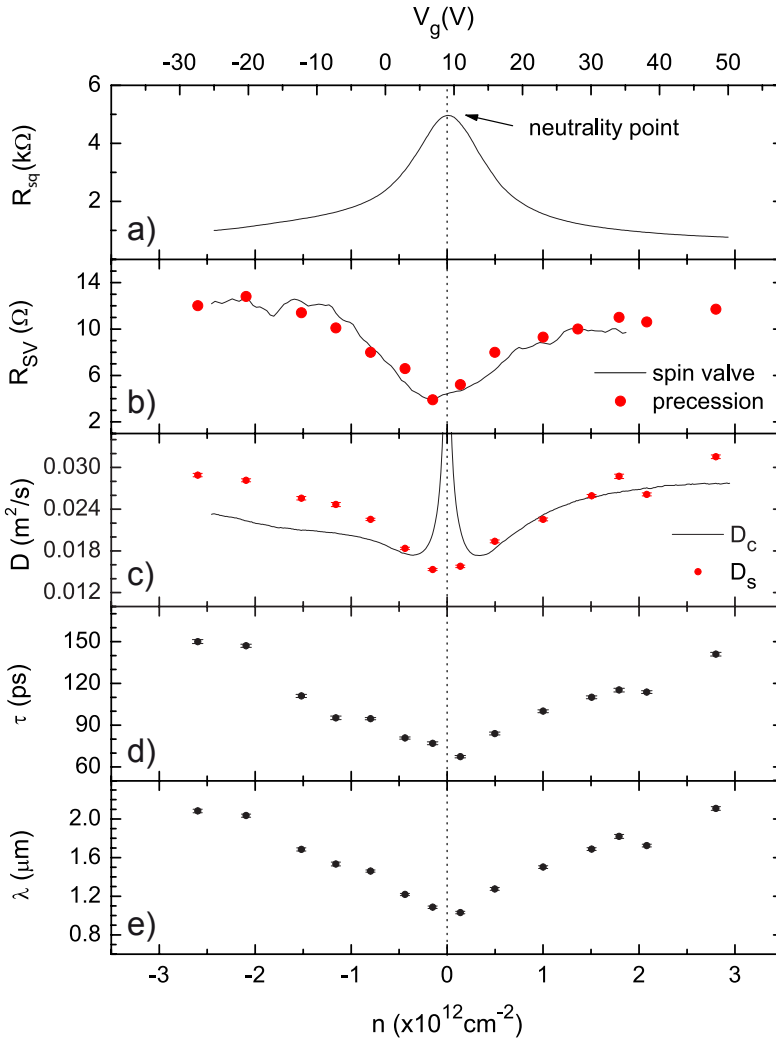 V_g(V)
-30 -20 -10 0 10 20 30 40 50
R_sq(kΩ)
6
4
2
neutrality point
a)
R_SV (Ω)
14
10
6
2
spin valve
precession
b)
D (m²/s)
0.030
0.024
0.018
0.012
D_c
D_s
c)
τ (ps)
150
120
90
60
d)
λ (μm)
2.0
1.6
1.2
0.8
e)
-3 -2 -1 0 1 2 3
n (x10¹²cm⁻²)